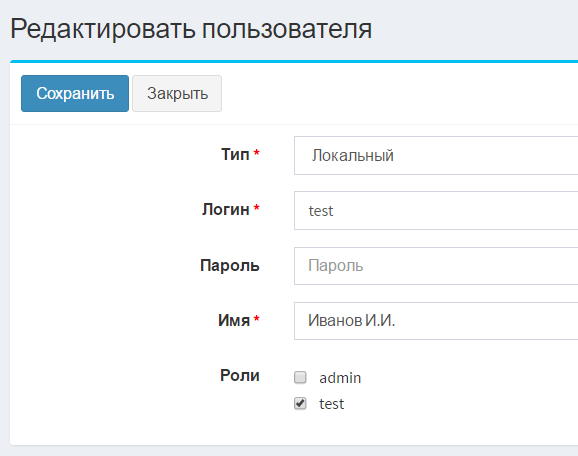 Редактировать пользователя
Сохранить Закрыть
Тип * Локальный
Логин * test
Пароль Пароль
Имя * Иванов И.И.
Роли admin
test